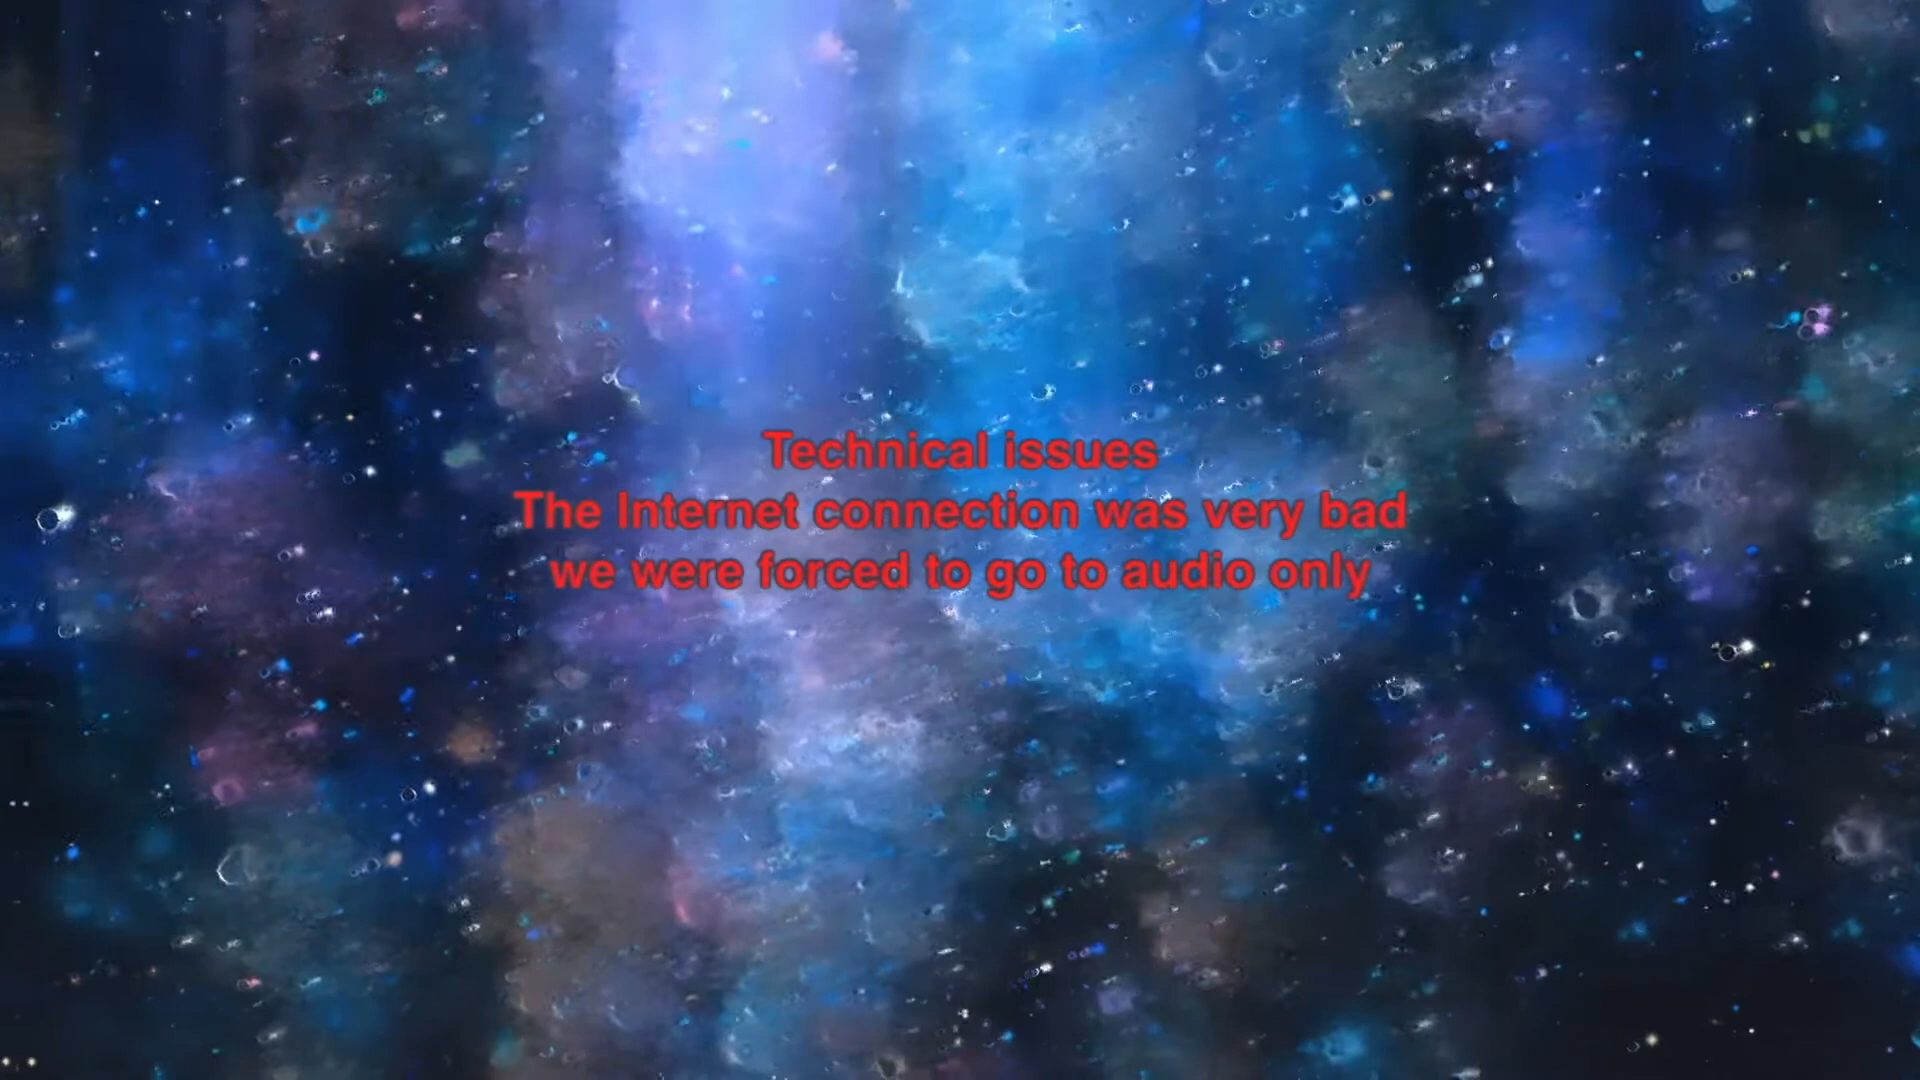 Technical issues
The Internet connection was very bad
we were forced to go to audio only